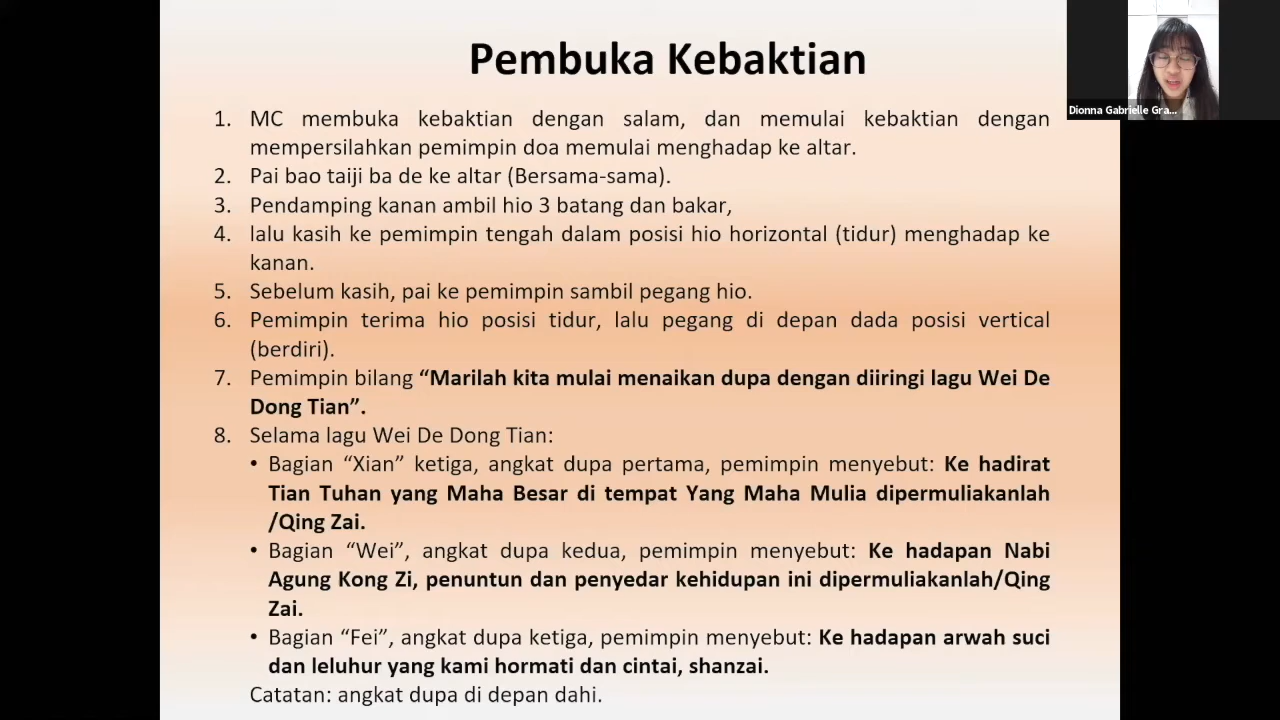 Pembuka Kebaktian
Dionna Gabrielle Gra...
1. MC membuka kebaktian dengan salam, dan memulai kebaktian dengan
mempersilahkan pemimpin doa memulai menghadap ke altar.
2. Pai bao taiji ba de ke altar (Bersama-sama).
3. Pendamping kanan ambil hio 3 batang dan bakar,
4. lalu kasih ke pemimpin tengah dalam posisi hio horizontal (tidur) menghadap ke
kanan.
5. Sebelum kasih, pai ke pemimpin sambil pegang hio.
6. Pemimpin terima hio posisi tidur, lalu pegang di depan dada posisi vertical
(berdiri).
7. Pemimpin bilang “Marilah kita mulai menaikan dupa dengan diiringi lagu Wei De
Dong Tian”.
8. Selama lagu Wei De Dong Tian:
• Bagian “Xian” ketiga, angkat dupa pertama, pemimpin menyebut: Ke hadirat
Tian Tuhan yang Maha Besar di tempat Yang Maha Mulia dipermuliakanlah
/Qing Zai.
• Bagian “Wei”, angkat dupa kedua, pemimpin menyebut: Ke hadapan Nabi
Agung Kong Zi, penuntun dan penyedar kehidupan ini dipermuliakanlah/Qing
Zai.
• Bagian “Fei”, angkat dupa ketiga, pemimpin menyebut: Ke hadapan arwah suci
dan leluhur yang kami hormati dan cintai, shanzai.
Catatan: angkat dupa di depan dahi.